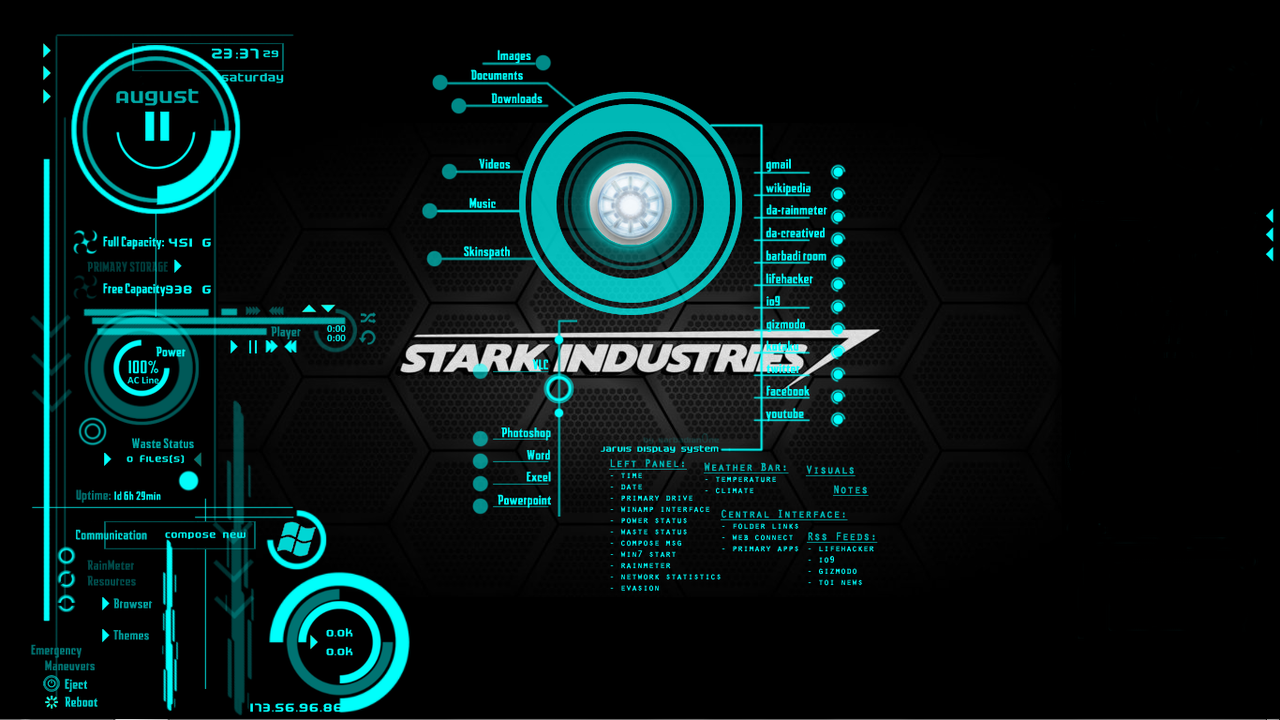 23:37 29
saturday
August
11
Full Capacity: 451 G
PRIMARY STORAGE
Free Capacity938 G
Player
0:00
0:00
Power
100%
AC Line
Waste Status
0 Files(s)
Uptime: 1d 6h 29min
Communication
compose new
RainMeter
Resources
Browser
Themes
Emergency
Maneuvers
Eject
Reboot
0.0k
0.0k
173.56.96.86
Images
Documents
Downloads
Videos
Music
Skinspath
gmail
wikipedia
da-rainmeter
da-creatived
barbadi room
lifehacker
io9
gizmodo
twitter
Facebook
youtube
STARK INDUSTRIES
VLC
Photoshop
Word
Excel
Powerpoint
Jarvis Display System
Left Panel:
- Time
- Date
- Primary Drive
- Winamp Interface
- Power Status
- Waste Status
- Compose Msg
- Win7 Start
- Rainmeter
- Network Statistics
- Evasion
Weather Bar:
- Temperature
- Climate
Visuals
Notes
Central Interface:
- Folder Links
- Web Connect
- Primary Apps
Rss Feeds:
- Lifehacker
- io9
- Gizmodo
- TOI News